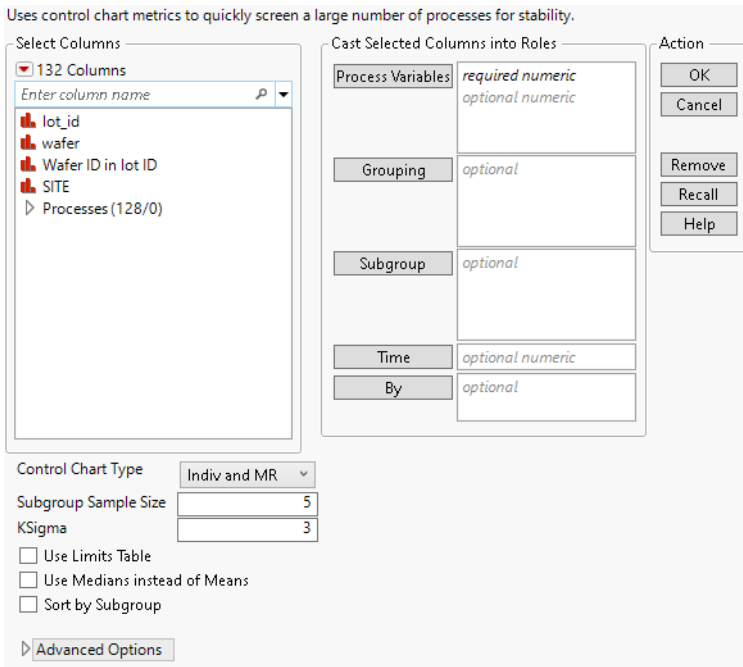 Uses control chart metrics to quickly screen a large number of processes for stability.
Select Columns
132 Columns
Enter column name
lot_id
wafer
Wafer ID in lot ID
SITE
Processes (128/0)
Cast Selected Columns into Roles
Process Variables
required numeric
optional numeric
Grouping
optional
Subgroup
optional
Time
optional numeric
By
optional
Action
OK
Cancel
Remove
Recall
Help
Control Chart Type
Indiv and MR
Subgroup Sample Size
5
KSigma
3
Use Limits Table
Use Medians instead of Means
Sort by Subgroup
Advanced Options